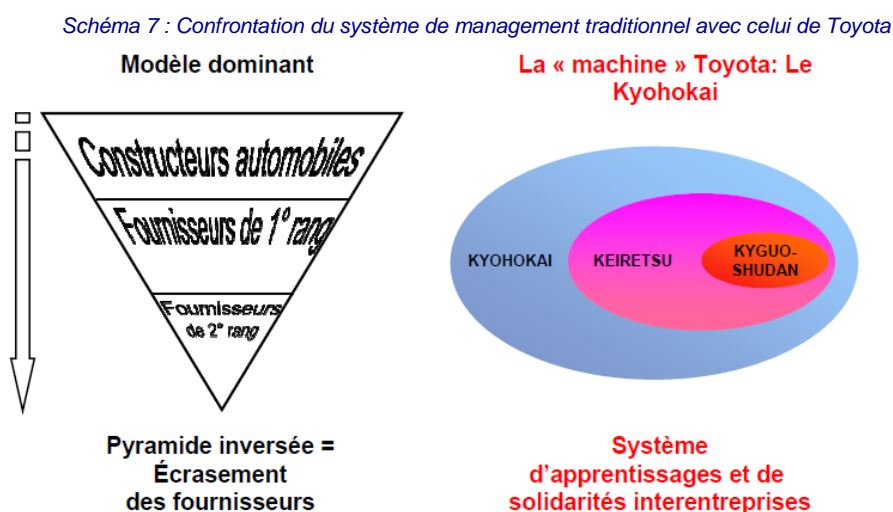 Schéma 7 : Confrontation du système de management traditionnel avec celui de Toyota
Modèle dominant
Constructeurs automobiles
Fournisseurs de 1° rang
Fournisseurs
de 2° rang
Pyramide inversée =
Écrasement
des fournisseurs
La « machine » Toyota: Le
Kyohokai
KYOHOKAI
KEIRETSU
KYGUO-
SHUDAN
Système
d'apprentissages et de
solidarités interentreprises